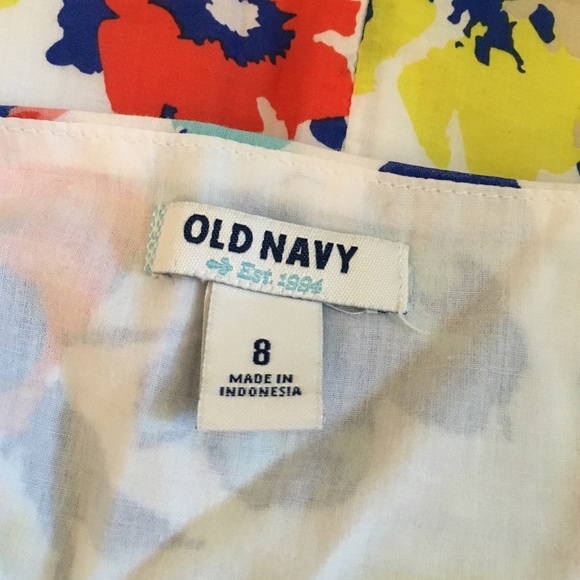 OLD NAVY
Est. 1994
8
MADE IN
INDONESIA